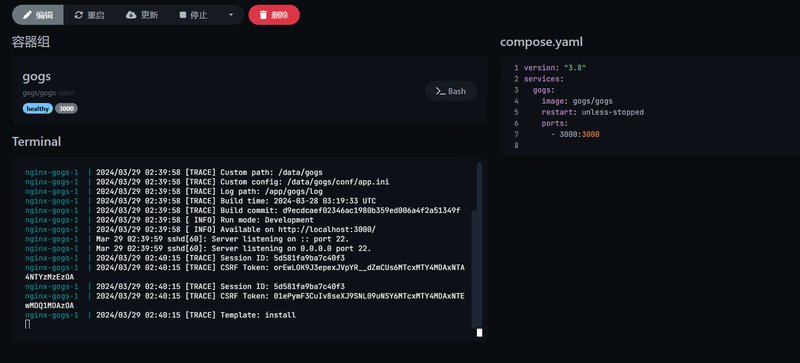 编辑 重启 更新 停止 删除
容器组
gogs
gogs/gogs: latest
healthy 3000
Bash
Terminal
nginx-gogs-1 | 2024/03/29 02:39:58 [TRACE] Custom path: /data/gogs
nginx-gogs-1 | 2024/03/29 02:39:58 [TRACE] Custom config: /data/gogs/conf/app.ini
nginx-gogs-1 | 2024/03/29 02:39:58 [TRACE] Log path: /app/gogs/log
nginx-gogs-1 | 2024/03/29 02:39:58 [TRACE] Build time: 2024-03-28 03:19:33 UTC
nginx-gogs-1 | 2024/03/29 02:39:58 [TRACE] Build commit: d9ecdcaef02346ac1980b359ed006a4f2a51349f
nginx-gogs-1 | 2024/03/29 02:39:58 [ INFO] Run mode: Development
nginx-gogs-1 | 2024/03/29 02:39:58 [ INFO] Available on http://localhost:3000/
nginx-gogs-1 | Mar 29 02:39:59 sshd[60]: Server listening on :: port 22.
nginx-gogs-1 | Mar 29 02:39:59 sshd[60]: Server listening on 0.0.0.0 port 22.
nginx-gogs-1 | 2024/03/29 02:40:15 [TRACE] Session ID: 5d581fa9ba7c40f3
nginx-gogs-1 | 2024/03/29 02:40:15 [TRACE] CSRF Token: orEwLOK9J3epexJVpYR__dZmCUs6MTcxMTY4MDAxNTA
4NTYzMzEzOA
nginx-gogs-1 | 2024/03/29 02:40:15 [TRACE] Session ID: 5d581fa9ba7c40f3
nginx-gogs-1 | 2024/03/29 02:40:15 [TRACE] CSRF Token: 01ePymF3CuIv8seXJ9SNL09uNSY6MTcxMTY4MDAxNTE
wMDQ1MDAzOA
nginx-gogs-1 | 2024/03/29 02:40:15 [TRACE] Template: install
compose.yaml
1 version: "3.8"
2 services:
3 gogs:
4 image: gogs/gogs
5 restart: unless-stopped
6 ports:
7 - 3000:3000
8